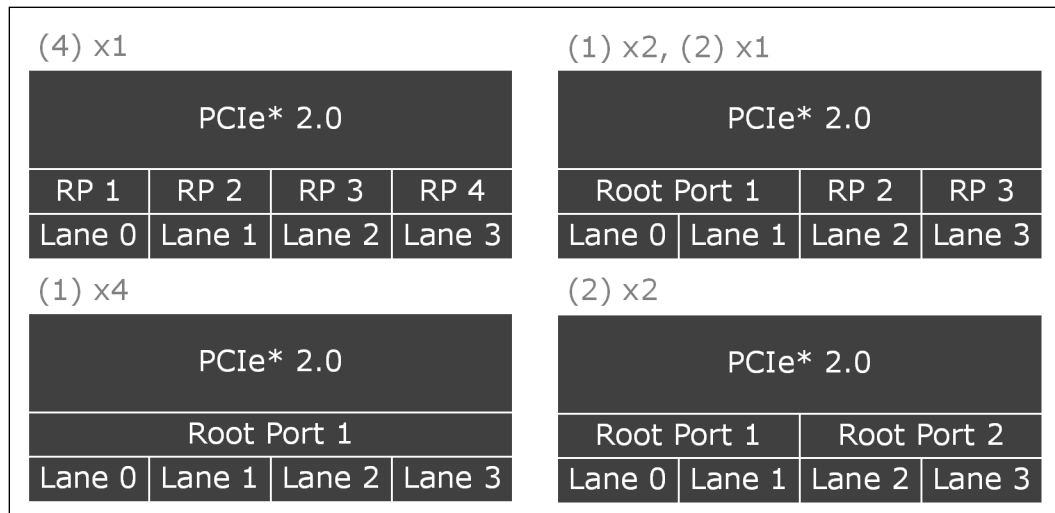 (4) x1
PCIe* 2.0
RP 1 RP 2 RP 3 RP 4
Lane 0 Lane 1 Lane 2 Lane 3
(1) x2, (2) x1
PCIe* 2.0
Root Port 1 RP 2 RP 3
Lane 0 Lane 1 Lane 2 Lane 3
(1) x4
PCIe* 2.0
Root Port 1
Lane 0 Lane 1 Lane 2 Lane 3
(2) x2
PCIe* 2.0
Root Port 1 Root Port 2
Lane 0 Lane 1 Lane 2 Lane 3